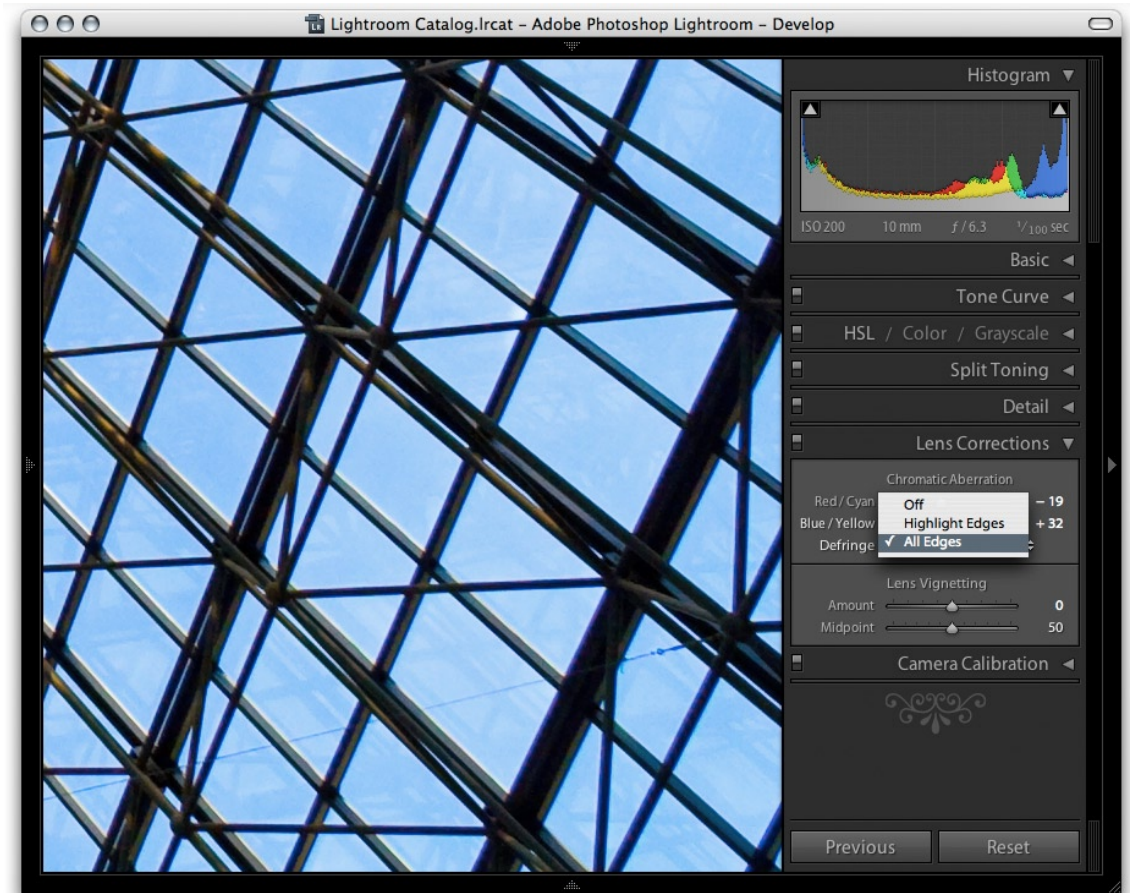 Lightroom Catalog.lrcat – Adobe Photoshop Lightroom – Develop
Histogram
ISO 200 10 mm ƒ / 6.3 1/100 sec
Basic
Tone Curve
HSL / Color / Grayscale
Split Toning
Detail
Lens Corrections
Chromatic Aberration
Red / Cyan – 19
Off
Blue / Yellow Highlight Edges + 32
Defringe ✓ All Edges
Lens Vignetting
Amount 0
Midpoint 50
Camera Calibration
Previous Reset